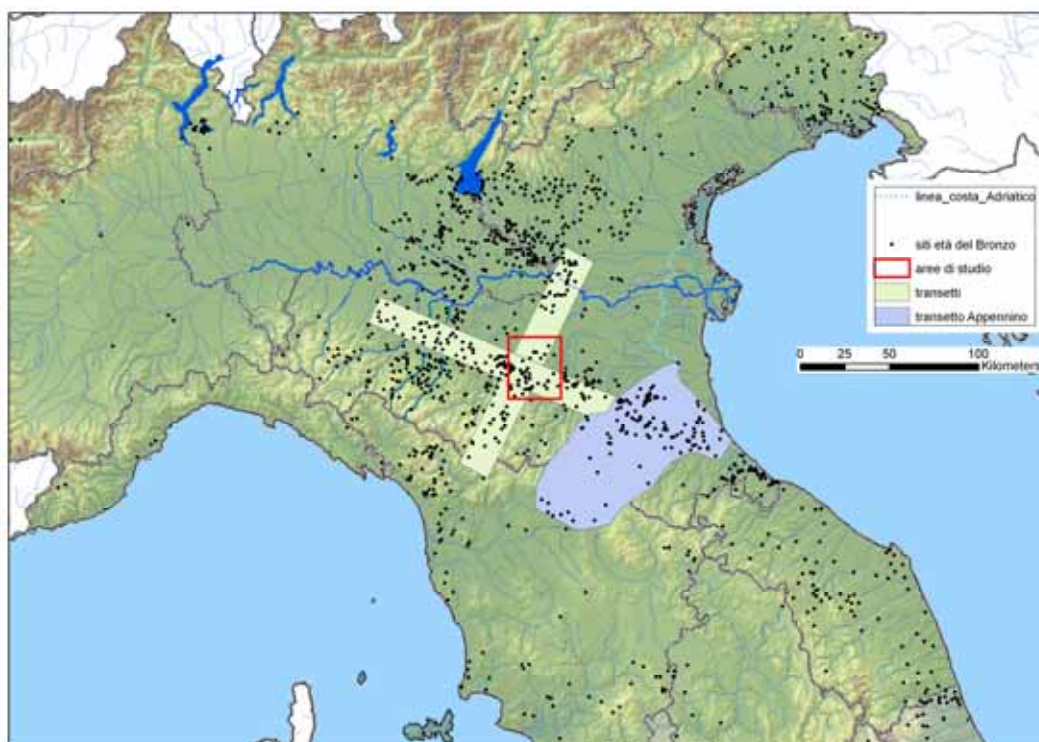 linea_costa_Adriatico
siti età del Bronzo
aree di studio
transetti
transetto Appennino
0 25 50 100
Kilometers